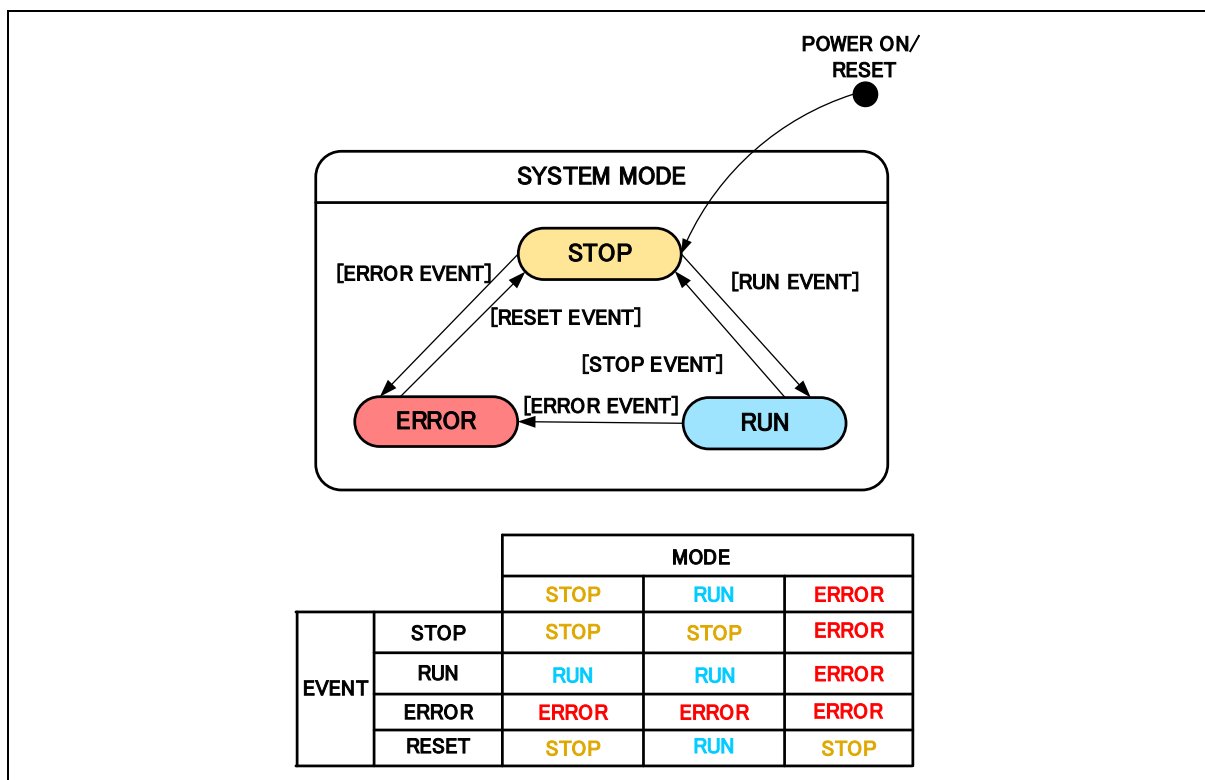 POWER ON/
RESET
SYSTEM MODE
STOP
[ERROR EVENT]
[RUN EVENT]
[RESET EVENT]
[STOP EVENT]
[ERROR EVENT]
ERROR
RUN
MODE
STOP RUN ERROR
EVENT
STOP STOP STOP ERROR
RUN RUN RUN ERROR
ERROR ERROR ERROR ERROR
RESET STOP RUN STOP